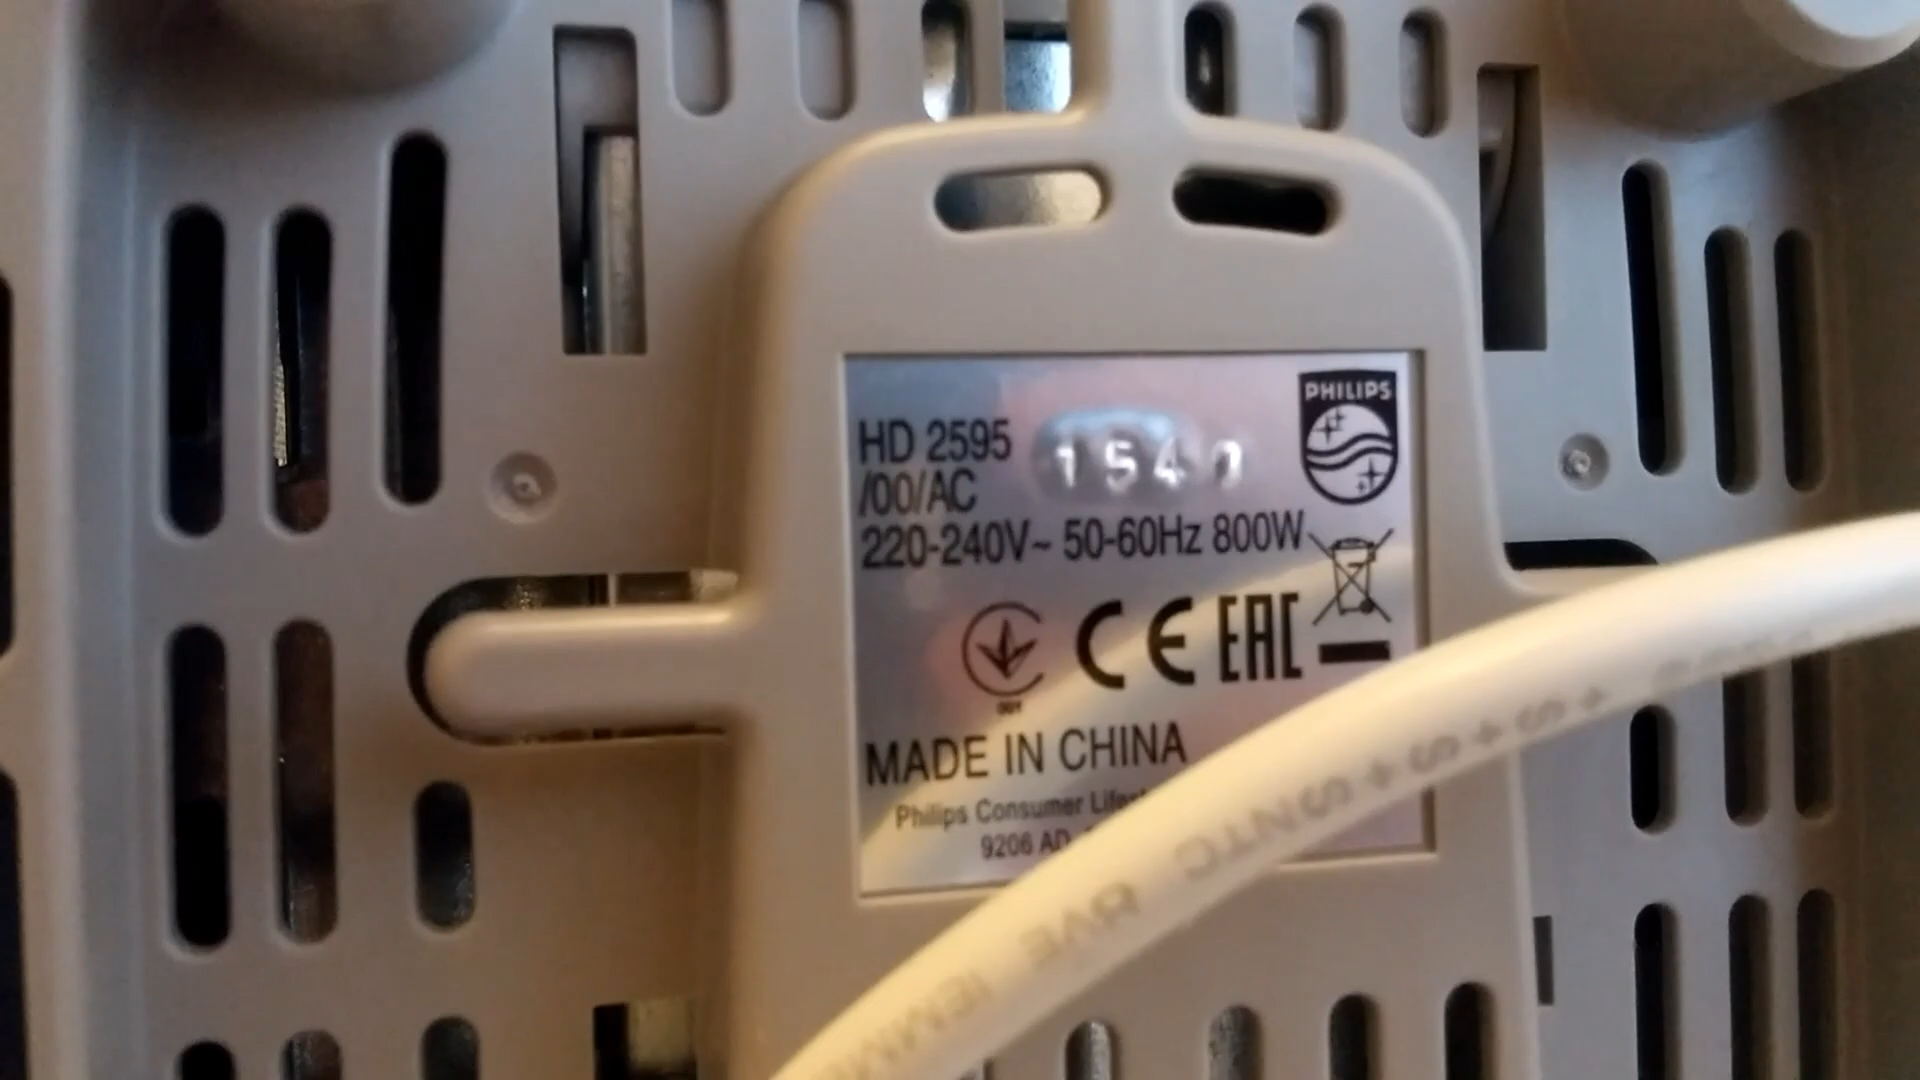 HD 2595
/00/AC
1540
PHILIPS
220-240V~ 50-60Hz 800W
CE EAC
MADE IN CHINA
Philips Consumer
9206 AD